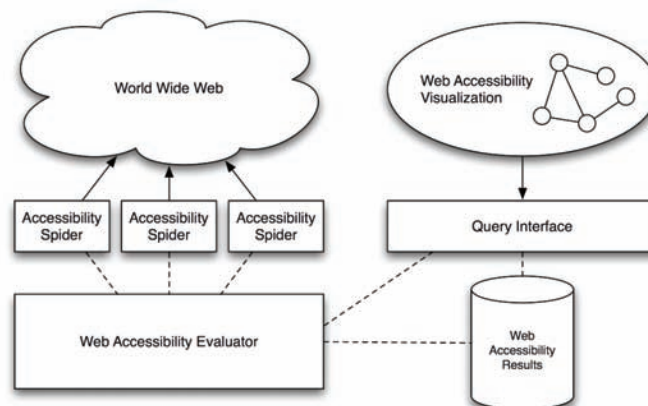 World Wide Web
Web Accessibility
Visualization
Accessibility
Spider
Accessibility
Spider
Accessibility
Spider
Query Interface
Web Accessibility Evaluator
Web
Accessibility
Results